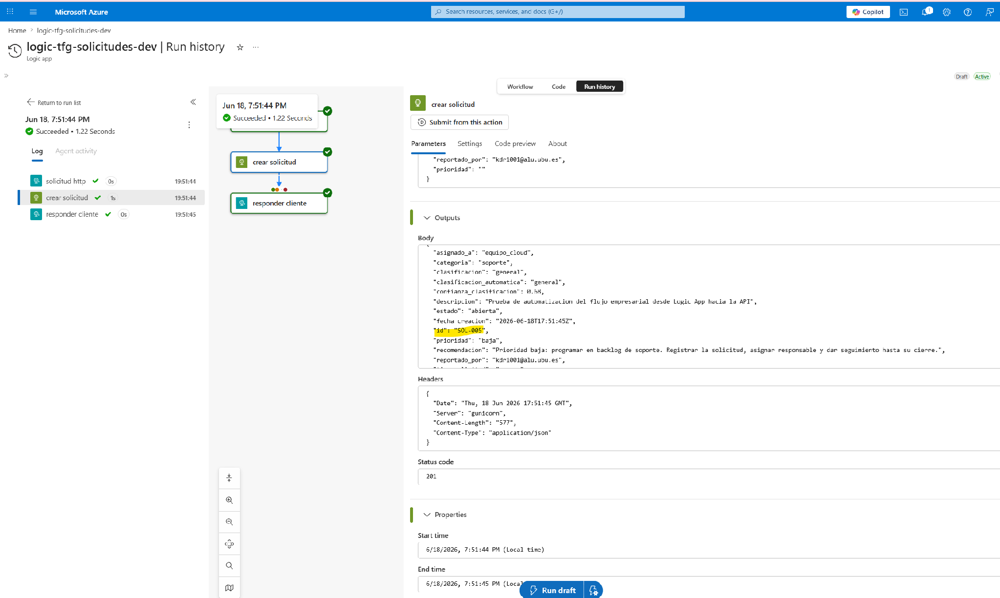 Microsoft Azure
Search resources, services, and docs (G+/)
Copilot
1
Home > logic-tfg-solicitudes-dev
logic-tfg-solicitudes-dev | Run history
Logic app
Draft
Active
Workflow
Code
Run history
Return to run list
Jun 18, 7:51:44 PM
Succeeded • 1.22 Seconds
Log
Agent activity
solicitud http 0s 19:51:44
crear solicitud 1s 19:51:44
responder cliente 0s 19:51:45
Jun 18, 7:51:44 PM
Succeeded • 1.22 Seconds
crear solicitud
responder cliente
crear solicitud
Submit from this action
Parameters
Settings
Code preview
About
"reportado_por": "kdr1001@alu.ubu.es",
"prioridad": ""
}
Outputs
Body
"asignado_a": "equipo_cloud",
"categoria": "soporte",
"clasificacion": "general",
"clasificacion_automatica": "general",
"confianza_clasificacion": 0.68,
"descripcion": "Prueba de automatizacion del flujo empresarial desde Logic App hacia la API",
"estado": "abierta",
"fecha_creacion": "2026-06-18T17:51:45Z",
"id": "SOL-005",
"prioridad": "baja",
"recomendacion": "Prioridad baja: programar en backlog de soporte. Registrar la solicitud, asignar responsable y dar seguimiento hasta su cierre.",
"reportado_por": "kdr1001@alu.ubu.es",
Headers
{
"Date": "Thu, 18 Jun 2026 17:51:45 GMT",
"Server": "gunicorn",
"Content-Length": "577",
"Content-Type": "application/json"
}
Status code
201
Properties
Start time
6/18/2026, 7:51:44 PM (Local time)
End time
6/18/2026, 7:51:45 PM (Local
Run draft